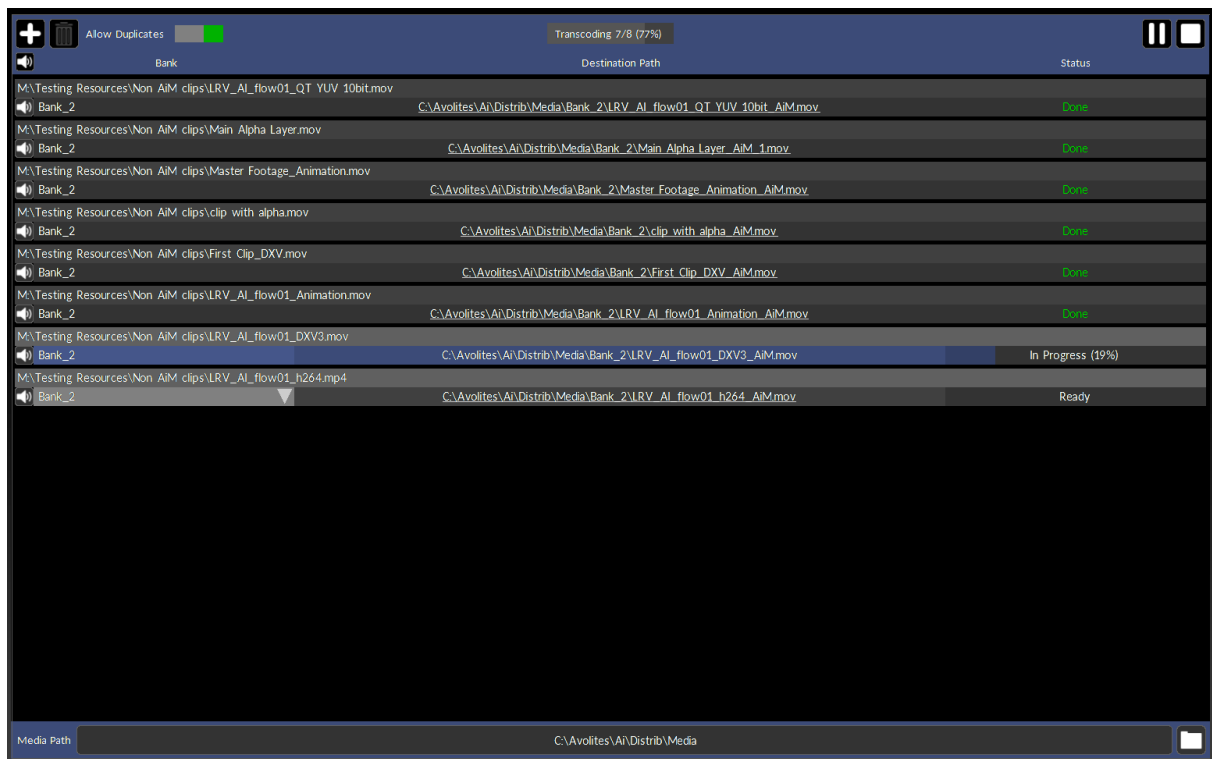 Allow Duplicates
Transcoding 7/8 (77%)
Bank Destination Path Status
M:\Testing Resources\Non AiM clips\LRV_AI_flow01_QT YUV 10bit.mov
Bank_2 C:\Avolites\Ai\Distrib\Media\Bank_2\LRV_AI_flow01_QT YUV 10bit_AiM.mov Done
M:\Testing Resources\Non AiM clips\Main Alpha Layer.mov
Bank_2 C:\Avolites\Ai\Distrib\Media\Bank_2\Main Alpha Layer_AiM_1.mov Done
M:\Testing Resources\Non AiM clips\Master Footage_Animation.mov
Bank_2 C:\Avolites\Ai\Distrib\Media\Bank_2\Master Footage_Animation_AiM.mov Done
M:\Testing Resources\Non AiM clips\clip with alpha.mov
Bank_2 C:\Avolites\Ai\Distrib\Media\Bank_2\clip with alpha_AiM.mov Done
M:\Testing Resources\Non AiM clips\First Clip_DXV.mov
Bank_2 C:\Avolites\Ai\Distrib\Media\Bank_2\First Clip_DXV_AiM.mov Done
M:\Testing Resources\Non AiM clips\LRV_AI_flow01_Animation.mov
Bank_2 C:\Avolites\Ai\Distrib\Media\Bank_2\LRV_AI_flow01_Animation_AiM.mov Done
M:\Testing Resources\Non AiM clips\LRV_AI_flow01_DXV3.mov
Bank_2 C:\Avolites\Ai\Distrib\Media\Bank_2\LRV_AI_flow01_DXV3_AiM.mov In Progress (19%)
M:\Testing Resources\Non AiM clips\LRV_AI_flow01_h264.mp4
Bank_2 C:\Avolites\Ai\Distrib\Media\Bank_2\LRV_AI_flow01_h264_AiM.mov Ready
Media Path C:\Avolites\Ai\Distrib\Media